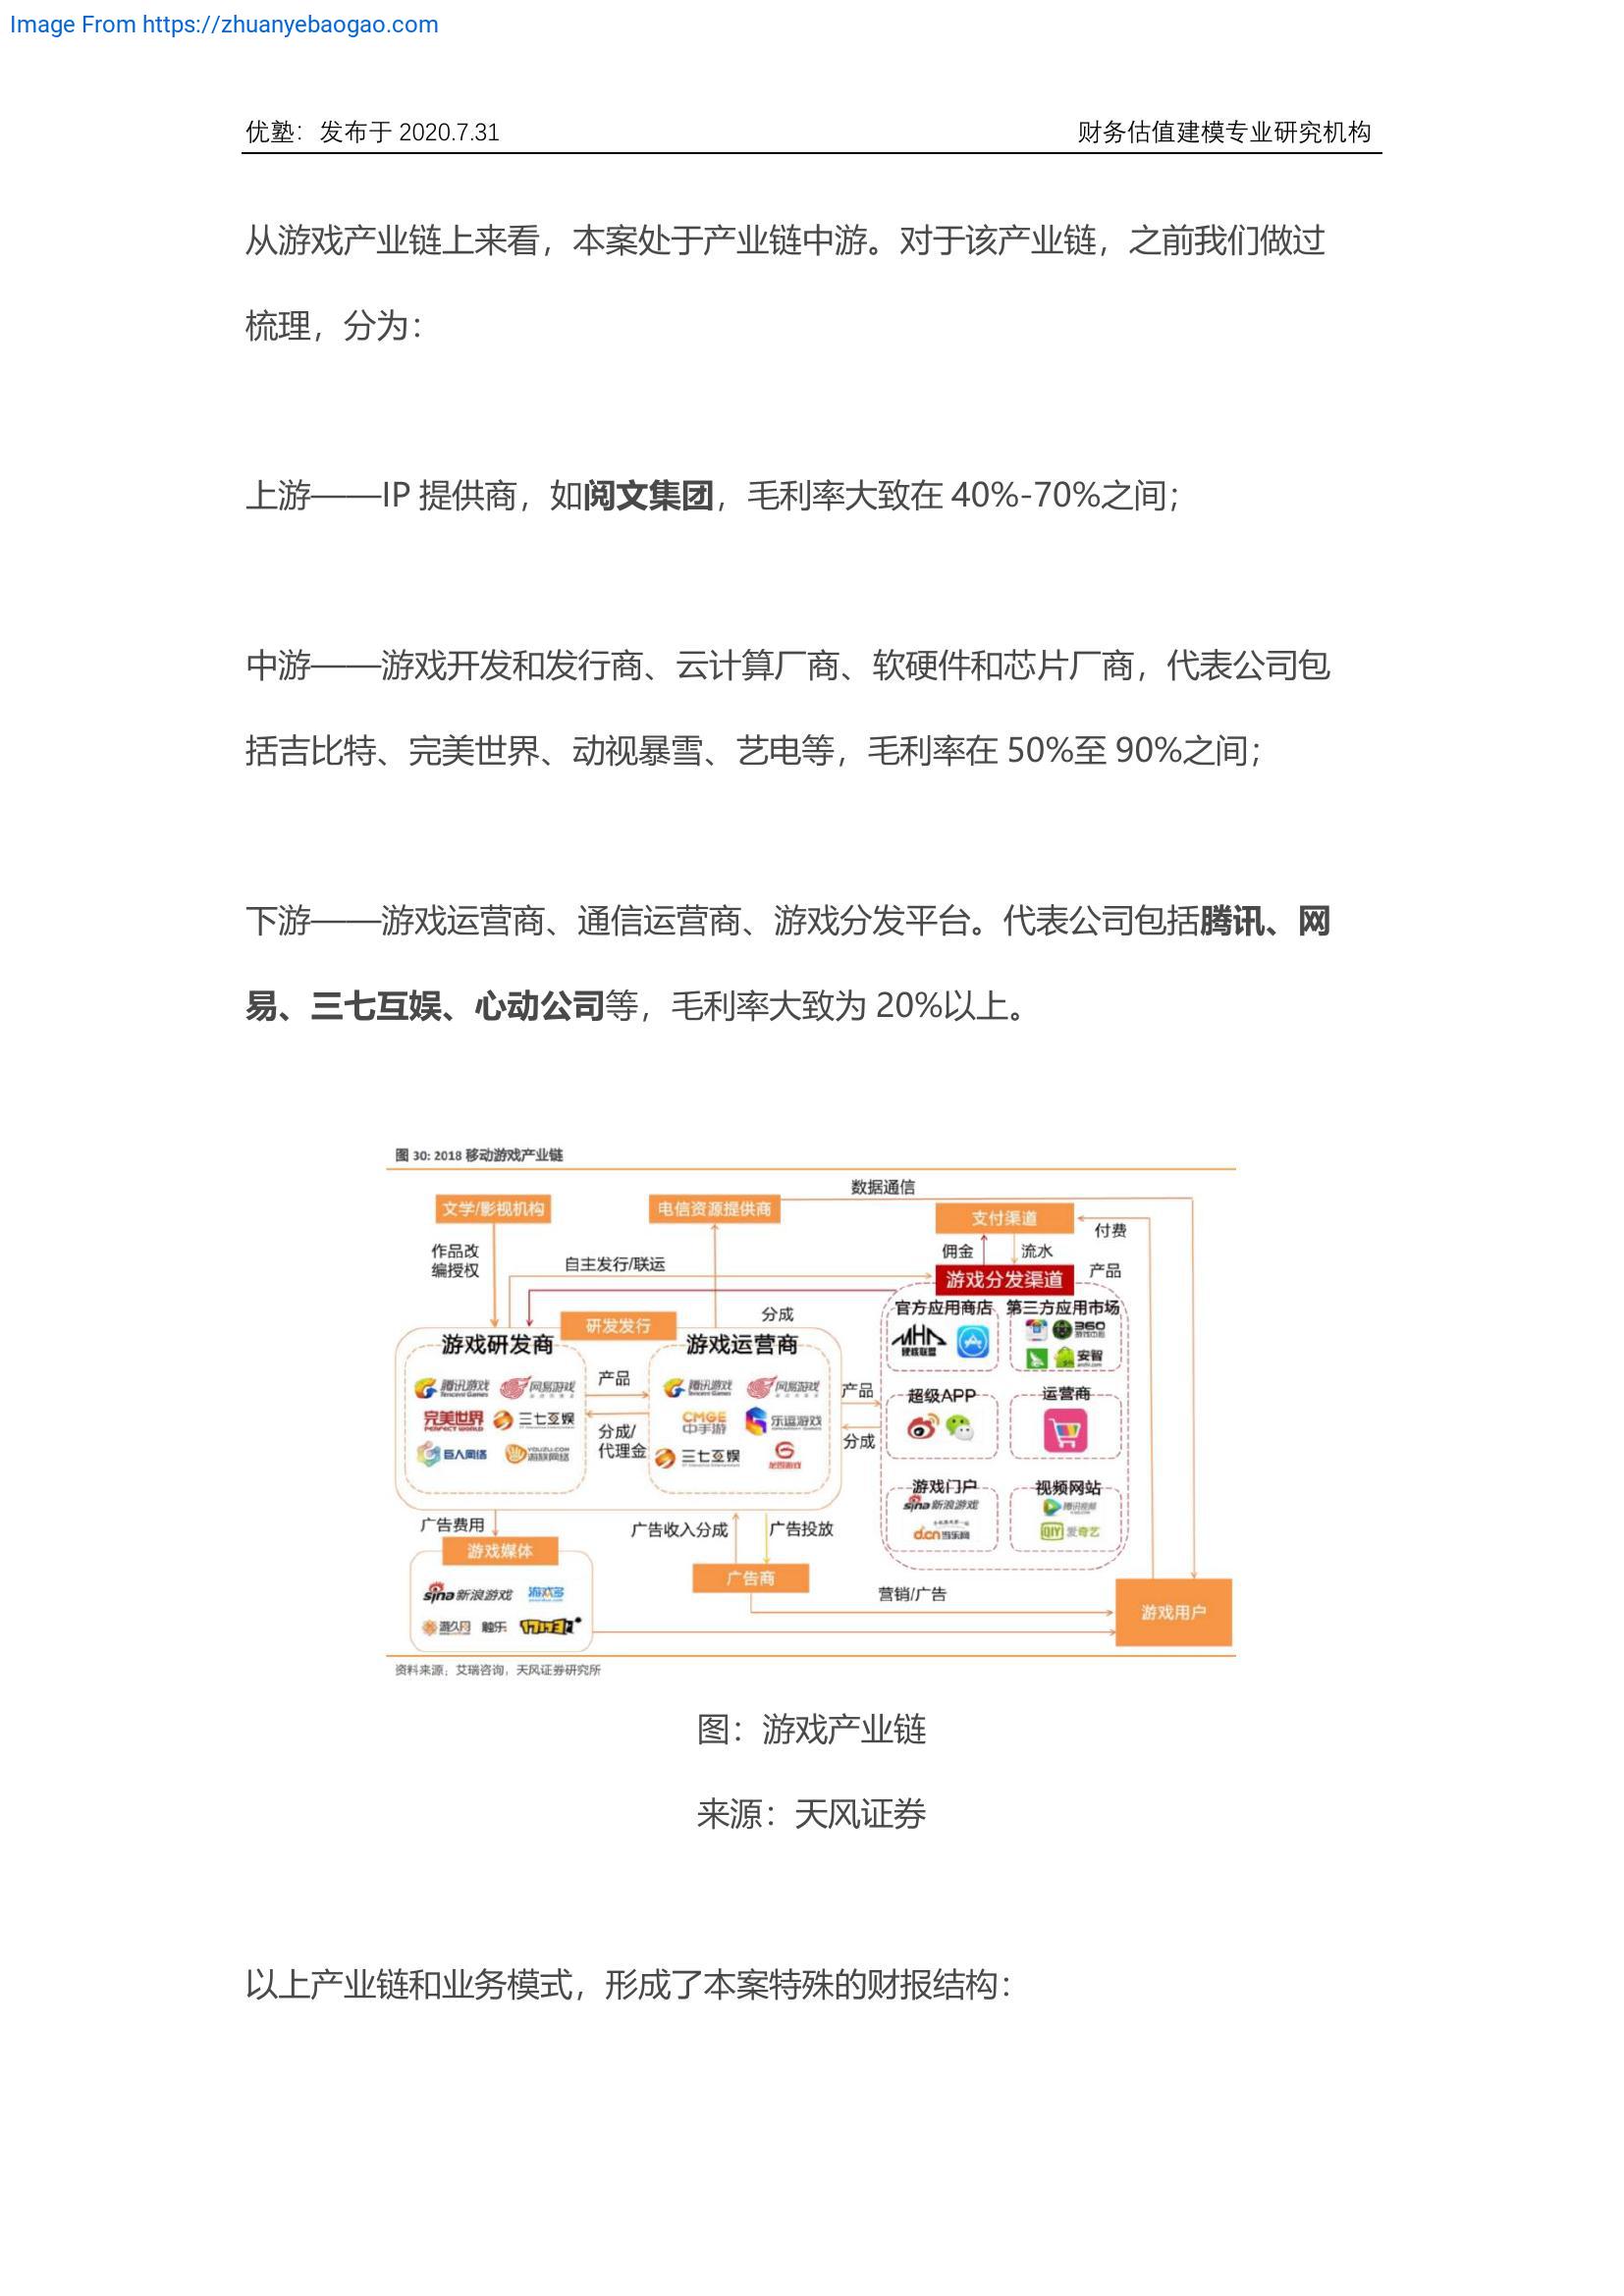 Image From https://zhuanyebaogao.com
优塾：发布于 2020.7.31
财务估值建模专业研究机构
从游戏产业链上来看，本案处于产业链中游。对于该产业链，之前我们做过
梳理，分为：
上游——IP 提供商，如阅文集团，毛利率大致在 40%-70%之间；
中游——游戏开发和发行商、云计算厂商、软硬件和芯片厂商，代表公司包
括吉比特、完美世界、动视暴雪、艺电等，毛利率在 50%至 90%之间；
下游——游戏运营商、通信运营商、游戏分发平台。代表公司包括腾讯、网
易、三七互娱、心动公司等，毛利率大致为 20%以上。
图 30: 2018 移动游戏产业链
数据通信
文学/影视机构
电信资源提供商
支付渠道
付费
作品改
编授权
佣金
流水
自主发行/联运
游戏分发渠道
产品
官方应用商店
第三方应用市场
分成
研发发行
游戏研发商
游戏运营商
硬核联盟
360
安智
腾讯游戏
Tencent Games
网易游戏
产品
腾讯游戏
Tencent Games
网易游戏
产品
超级APP
运营商
完美世界
PERFECT WORLD
三七互娱
CMGE
中手游
乐逗游戏
分成/
代理金
分成
巨人网络
YOUZU.COM
游族网络
三七互娱
龙图游戏
游戏门户
视频网站
sina 新浪游戏
腾讯视频
d.cn 当乐网
QIY 爱奇艺
广告费用
广告收入分成
广告投放
游戏媒体
广告商
sina 新浪游戏
游戏多
营销/广告
游戏用户
游久网
触乐
17173
资料来源：艾瑞咨询，天风证券研究所
图：游戏产业链
来源：天风证券
以上产业链和业务模式，形成了本案特殊的财报结构：